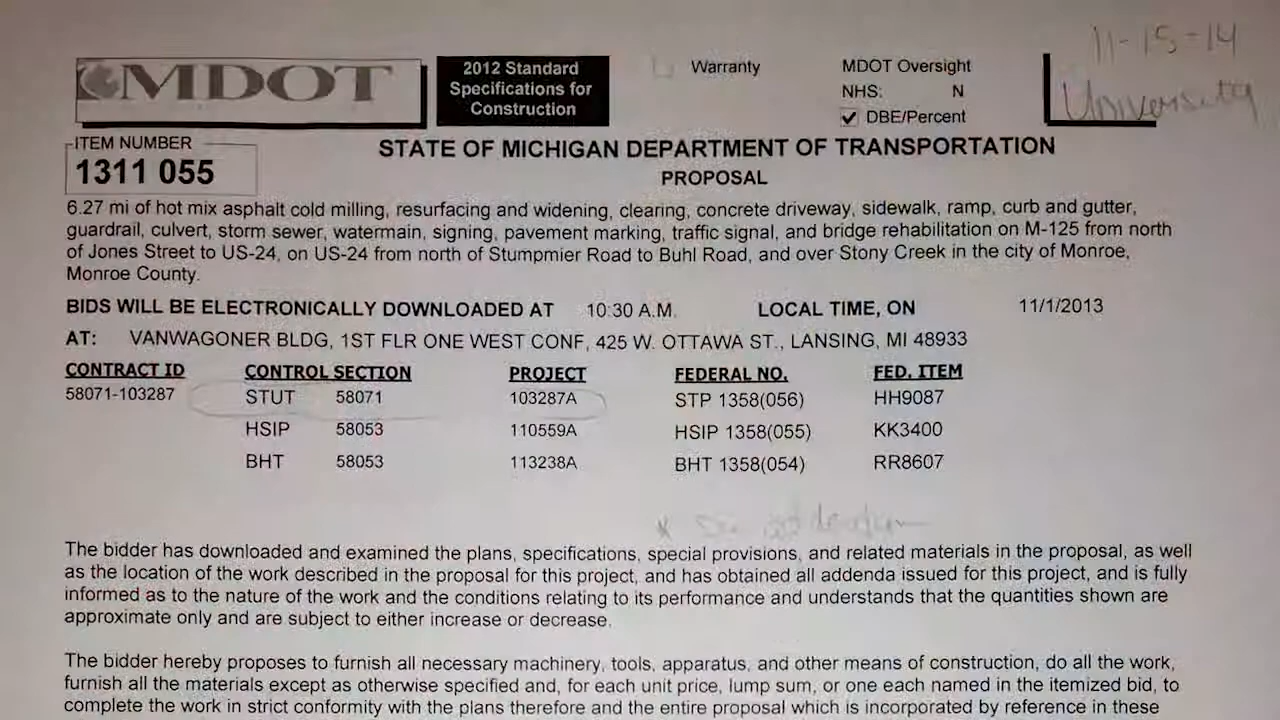 MDOT
2012 Standard
Specifications for
Construction
Warranty
MDOT Oversight
NHS: N
DBE/Percent
11-15-14
University
ITEM NUMBER
1311 055
STATE OF MICHIGAN DEPARTMENT OF TRANSPORTATION
PROPOSAL
6.27 mi of hot mix asphalt cold milling, resurfacing and widening, clearing, concrete driveway, sidewalk, ramp, curb and gutter,
guardrail, culvert, storm sewer, watermain, signing, pavement marking, traffic signal, and bridge rehabilitation on M-125 from north
of Jones Street to US-24, on US-24 from north of Stumpmier Road to Buhl Road, and over Stony Creek in the city of Monroe,
Monroe County.
BIDS WILL BE ELECTRONICALLY DOWNLOADED AT 10:30 A.M. LOCAL TIME, ON 11/1/2013
AT: VANWAGONER BLDG, 1ST FLR ONE WEST CONF, 425 W. OTTAWA ST., LANSING, MI 48933
CONTRACT ID CONTROL SECTION PROJECT FEDERAL NO. FED. ITEM
58071-103287 STUT 58071 103287A STP 1358(056) HH9087
HSIP 58053 110559A HSIP 1358(055) KK3400
BHT 58053 113238A BHT 1358(054) RR8607
The bidder has downloaded and examined the plans, specifications, special provisions, and related materials in the proposal, as well
as the location of the work described in the proposal for this project, and has obtained all addenda issued for this project, and is fully
informed as to the nature of the work and the conditions relating to its performance and understands that the quantities shown are
approximate only and are subject to either increase or decrease.
The bidder hereby proposes to furnish all necessary machinery, tools, apparatus, and other means of construction, do all the work,
furnish all the materials except as otherwise specified and, for each unit price, lump sum, or one each named in the itemized bid, to
complete the work in strict conformity with the plans therefore and the entire proposal which is incorporated by reference in these